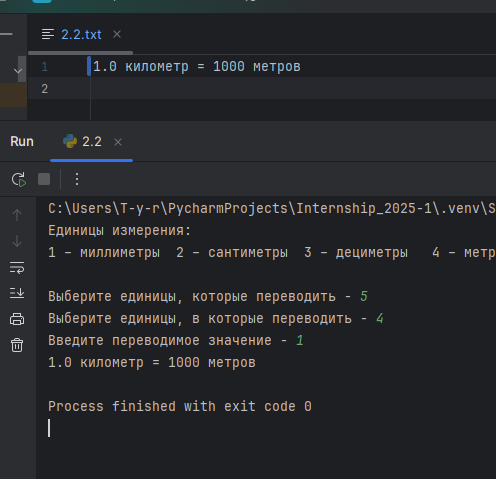 2.2.txt
1 1.0 километр = 1000 метров
2
Run 2.2
C:\Users\T-y-r\PycharmProjects\Internship_2025-1\.venv\S
Единицы измерения:
1 – миллиметры  2 – сантиметры  3 – дециметры   4 – метр
Выберите единицы, которые переводить – 5
Выберите единицы, в которые переводить – 4
Введите переводимое значение – 1
1.0 километр = 1000 метров
Process finished with exit code 0